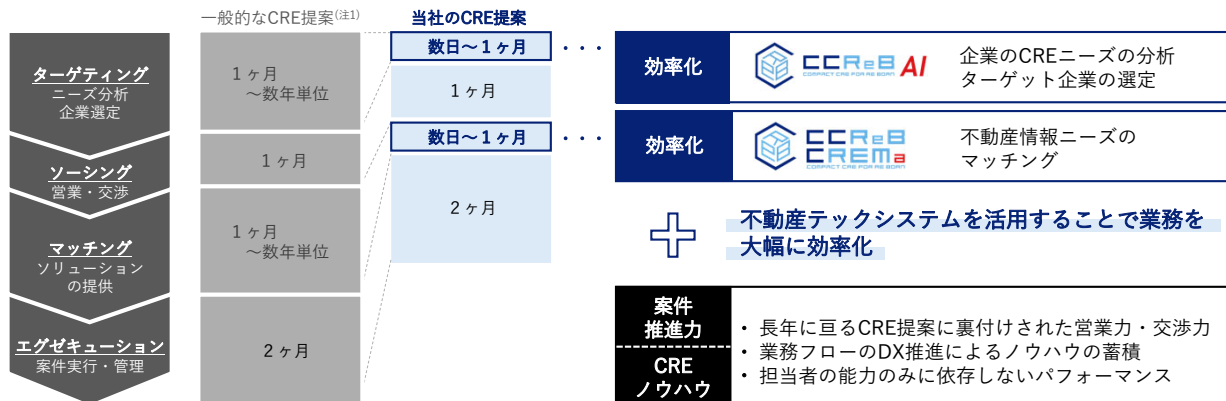 一般的なCRE提案(注1)
当社のCRE提案
ターゲティング
ニーズ分析
企業選定
ソーシング
営業・交渉
マッチング
ソリューション
の提供
エグゼキューション
案件実行・管理
1ヶ月
～数年単位
1ヶ月
1ヶ月
～数年単位
2ヶ月
数日～1ヶ月
1ヶ月
数日～1ヶ月
2ヶ月
・・・
・・・
効率化
CCReB AI
COMPACT CRE FOR RE BORN
企業のCREニーズの分析
ターゲット企業の選定
効率化
CCReB
CREMa
COMPACT CRE FOR RE BORN
不動産情報ニーズの
マッチング
不動産テックシステムを活用することで業務を
大幅に効率化
案件
推進力
CRE
ノウハウ
・ 長年に亘るCRE提案に裏付けされた営業力・交渉力
・ 業務フローのDX推進によるノウハウの蓄積
・ 担当者の能力のみに依存しないパフォーマンス